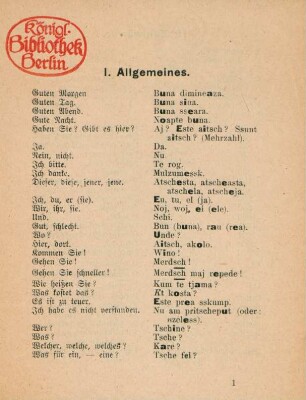 Königl.
Bibliothek
Berlin
I. Allgemeines.
Guten Morgen Buna dimineaza.
Guten Tag. Buna sina.
Guten Abend. Buna sseara.
Gute Nacht. Noapte buna.
Haben Sie? Gibt es hier? Aj? Este aitsch? Ssunt
aitsch? (Mehrzahl).
Ja. Da.
Nein, nicht. Nu.
Ich bitte. Te rog.
Ich danke. Mulzumessk.
Dieser, diese, jener, jene. Atschesta, atscheasta,
atschela, atscheja.
Ich, du, er (sie). Eu, tu, el (ja).
Wir, ihr, sie. Noj, woj, ei (ele).
Und. Schi.
Gut, schlecht. Bun (buna), rau (rea).
Wo? Unde?
Hier, dort. Aitsch, akolo.
Kommen Sie! Wino!
Gehen Sie! Merdsch!
Gehen Sie schneller! Merdsch maj repede!
Wie heißen Sie? Kum te tjama?
Was kostet das? Kt kosta?
Es ist zu teuer. Este prea sskump.
Ich habe es nicht verstanden. Nu am pritscheput (oder:
nzeless).
Wer? Tschine?
Was? Tsche?
Welcher, welche, welches? Kare?
Was für ein, — eine? Tsche fei?
1